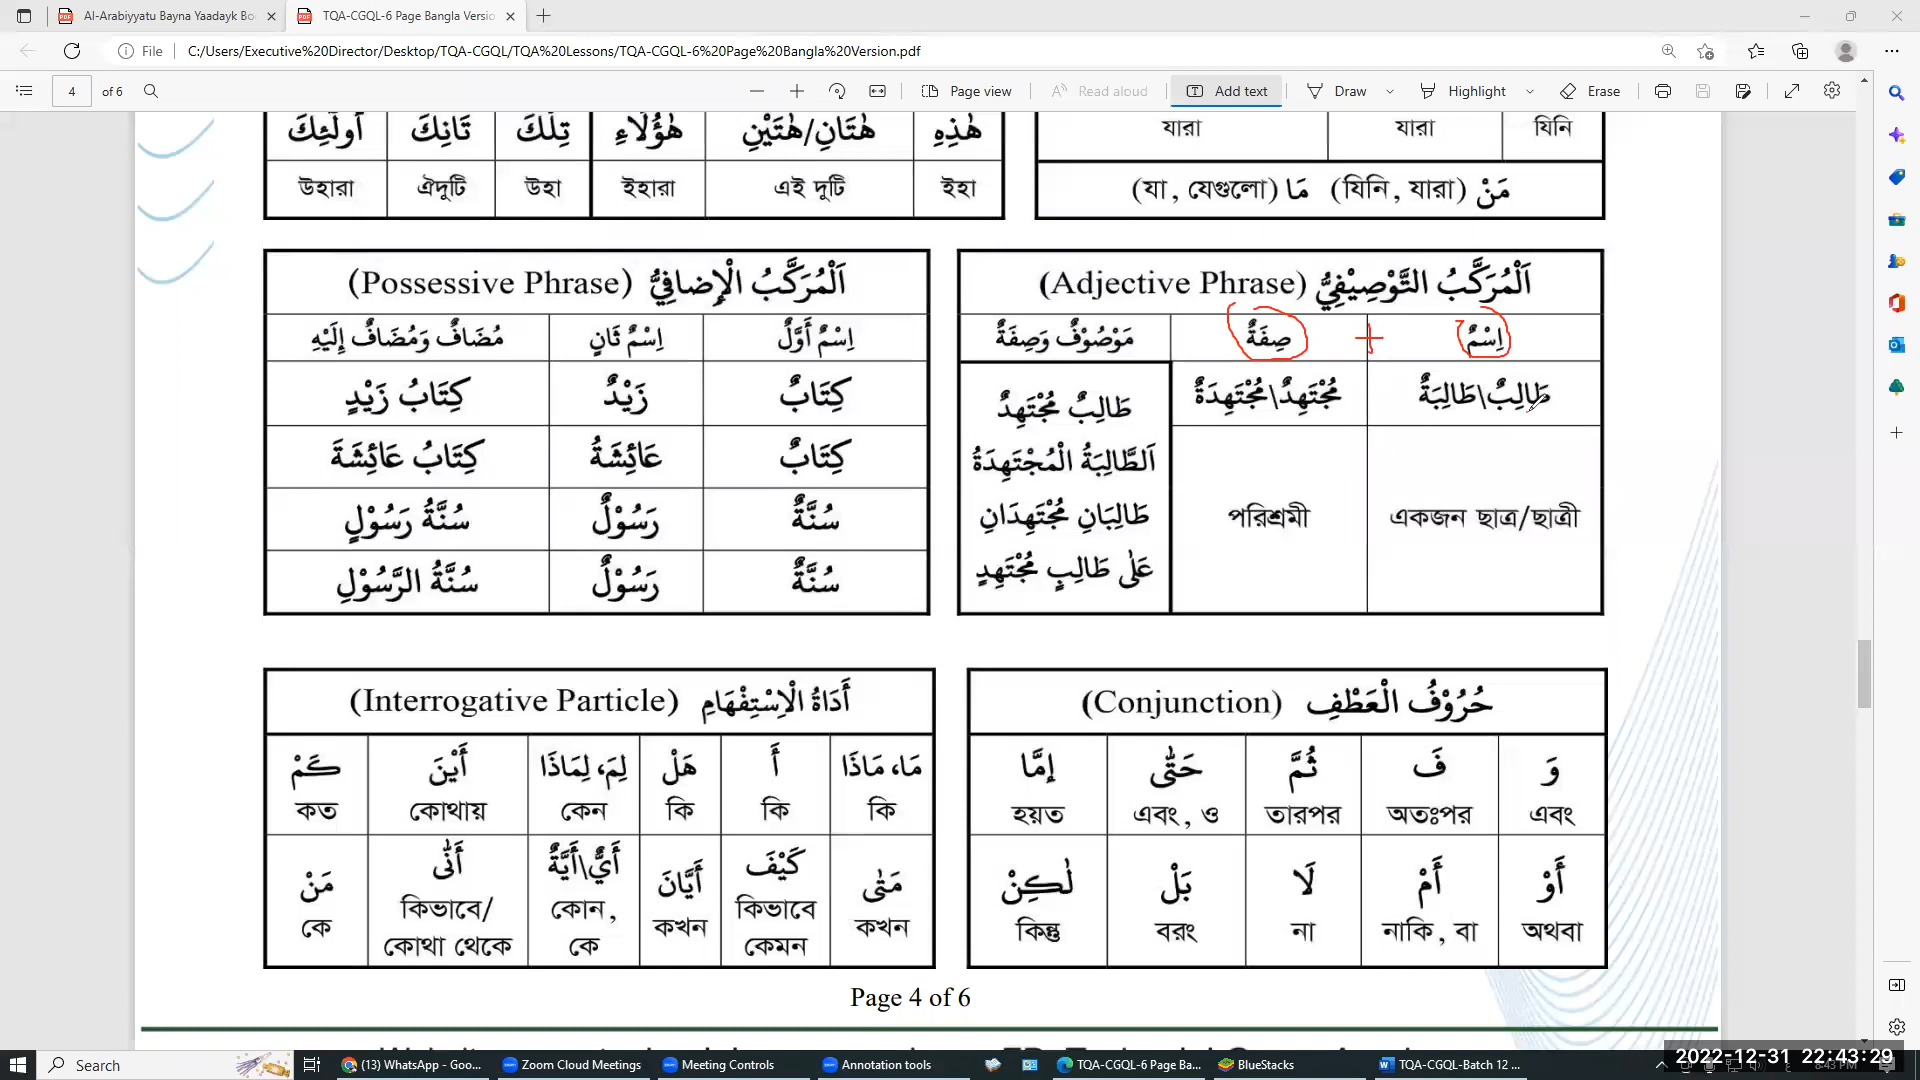 Al-Arabiyyatu Bayna Yaadayk Bo
TQA-CGQL-6 Page Bangla Versio
File
C:/Users/Executive%20Director/Desktop/TQA-CGQL/TQA%20Lessons/TQA-CGQL-6%20Page%20Bangla%20Version.pdf
4 of 6
Page view
Read aloud
Add text
Draw
Highlight
Erase
هٰذِهِ هٰتَانِ/هٰتَيْنِ هٰؤُلَاءِ تِلْكَ تَانِكَ أُولٰئِكَ
উহারা ঐদুটি উহা ইহারা এই দুটি ইহা
যারা যারা যিনি
مَنْ (যিনি, যারা) مَا (যা, যেগুলো)
اَلْمُرَكَّبُ الْإِضافِيُّ (Possessive Phrase)
اِسْمٌ أَوَّلٌ اِسْمٌ ثَانٍ مُضَافٌ وَمُضَافٌ إِلَيْهِ
كِتَابٌ زَيْدٌ كِتَابُ زَيْدٍ
كِتَابٌ عَائِشَةُ كِتَابُ عَائِشَةَ
سُنَّةٌ رَسُوْلٌ سُنَّةُ رَسُوْلٍ
سُنَّةٌ رَسُوْلٌ سُنَّةُ الرَّسُوْلِ
اَلْمُرَكَّبُ التَّوْصِيْفِيُّ (Adjective Phrase)
اِسْمٌ + صِفَةٌ مَوْصُوْفٌ وَصِفَةٌ
طَالِبٌ\طَالِبَةٌ مُجْتَهِدٌ\مُجْتَهِدَةٌ
طَالِبٌ مُجْتَهِدٌ
اَلطَّالِبَةُ الْمُجْتَهِدَةُ
طَالِبَانِ مُجْتَهِدَانِ
عَلٰى طَالِبٍ مُجْتَهِدٍ
পরিশ্রমী একজন ছাত্র/ছাত্রী
أَدَاةُ الْاِسْتِفْهَامِ (Interrogative Particle)
مَا، مَاذَا أَ هَلْ لِمَ، لِمَاذَا أَيْنَ كَمْ
কত কোথায় কেন কি কি কি
مَتٰى كَيْفَ أَيَّانَ أَيٌّ\أَيَّةٌ أَنّٰى مَنْ
কে কিভাবে/ কোন, কখন কিভাবে কখন
কোথা থেকে কে কেমন
حُرُوْفُ الْعَطْفِ (Conjunction)
وَ فَ ثُمَّ حَتّٰى إِمَّا
হয়ত এবং, ও তারপর অতঃপর এবং
أَوْ أَمْ لَا بَلْ لٰكِنْ
কিন্তু বরং না নাকি, বা অথবা
Page 4 of 6
Search
(13) WhatsApp - Goo...
Zoom Cloud Meetings
Meeting Controls
Annotation tools
TQA-CGQL-6 Page Ba...
BlueStacks
TQA-CGQL-Batch 12 ...
2022-12-31 22:43:29